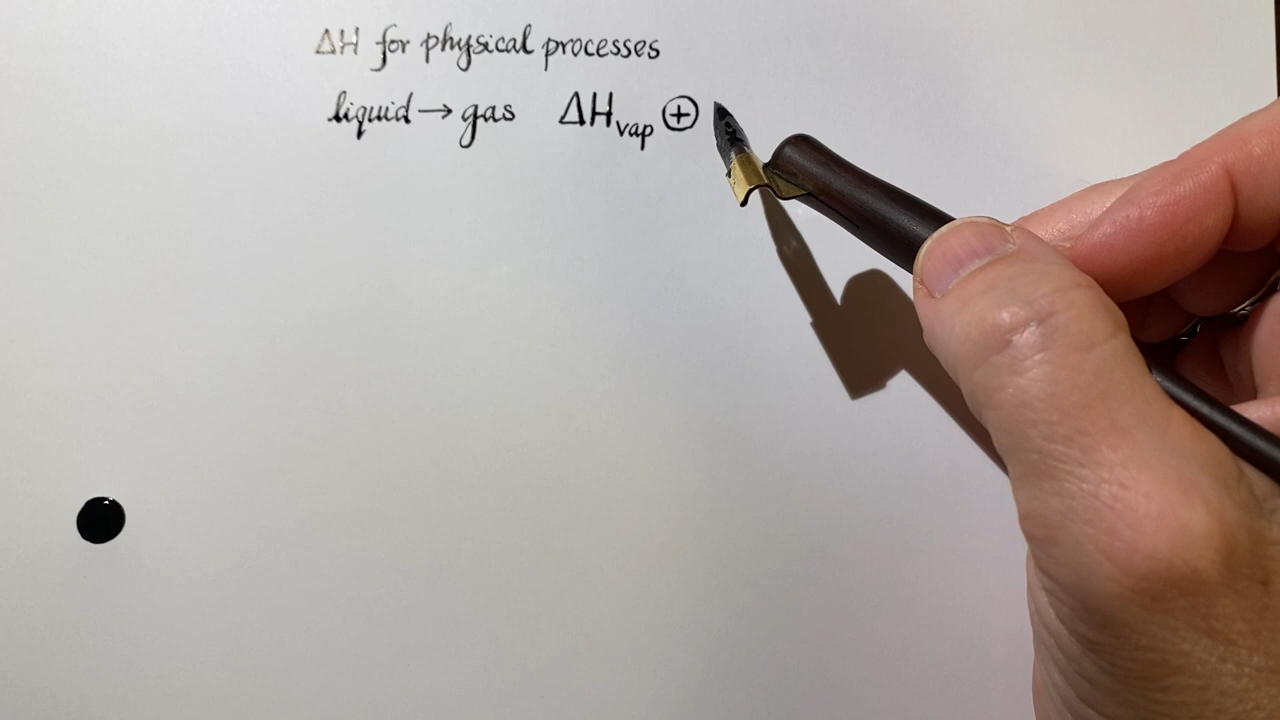 ΔH for physical processes
liquid → gas ΔHvap ⊕